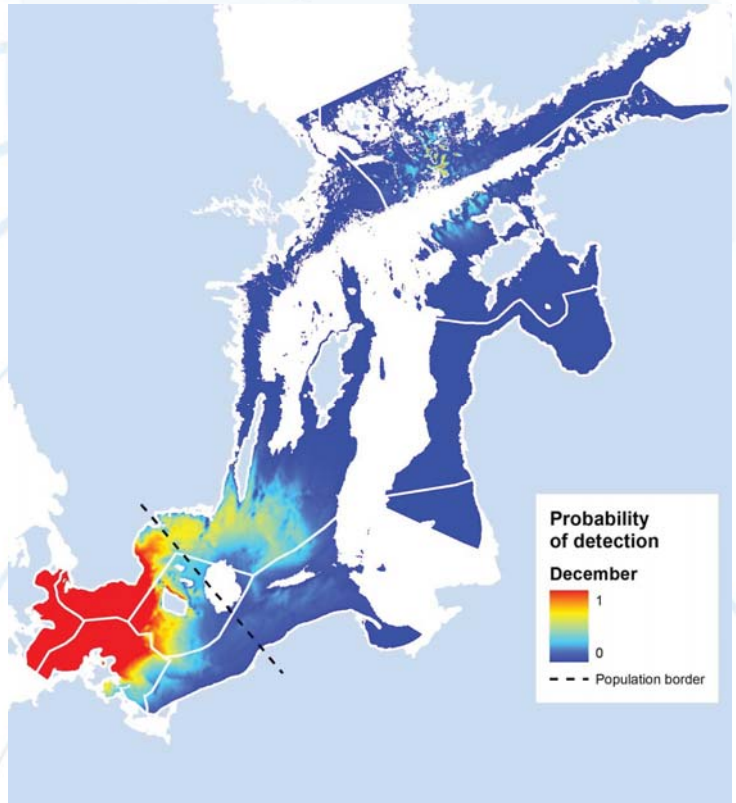 Probability
of detection
December
1
0
Population border